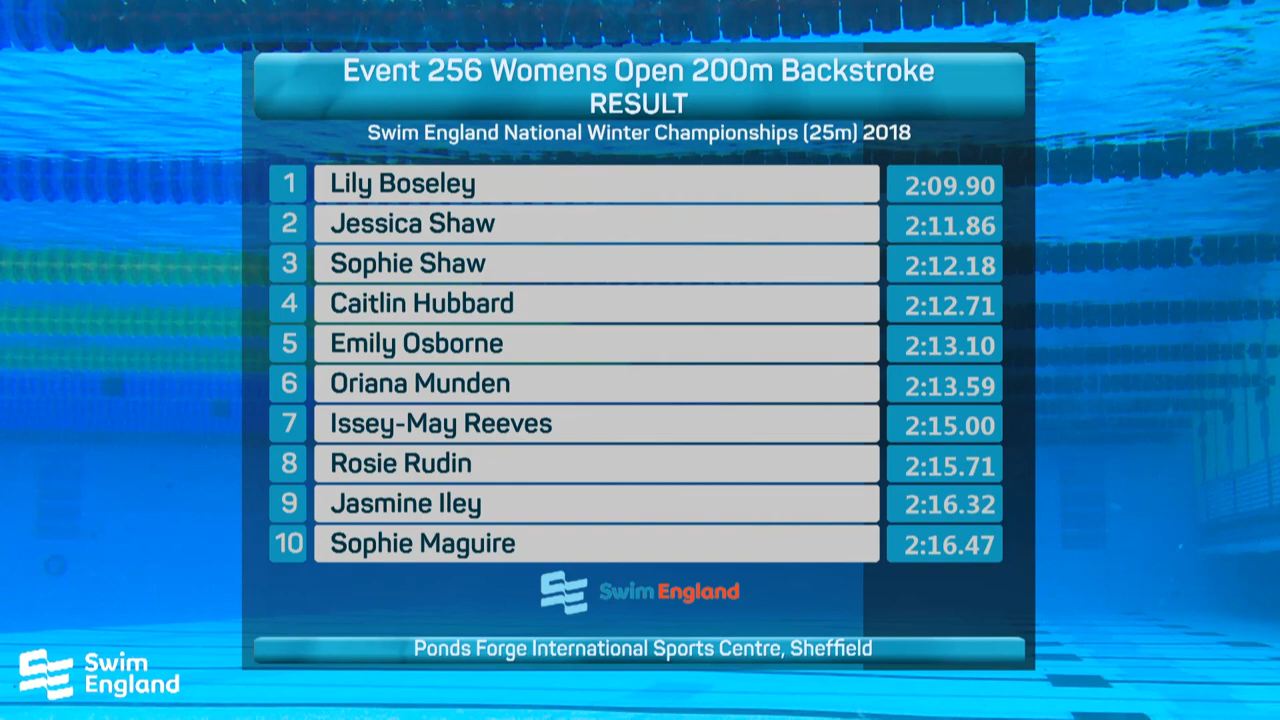 Event 256 Womens Open 200m Backstroke
RESULT
Swim England National Winter Championships (25m) 2018
1 Lily Boseley 2:09.90
2 Jessica Shaw 2:11.86
3 Sophie Shaw 2:12.18
4 Caitlin Hubbard 2:12.71
5 Emily Osborne 2:13.10
6 Oriana Munden 2:13.59
7 Issey-May Reeves 2:15.00
8 Rosie Rudin 2:15.71
9 Jasmine Iley 2:16.32
10 Sophie Maguire 2:16.47
Swim England
Ponds Forge International Sports Centre, Sheffield
Swim
England